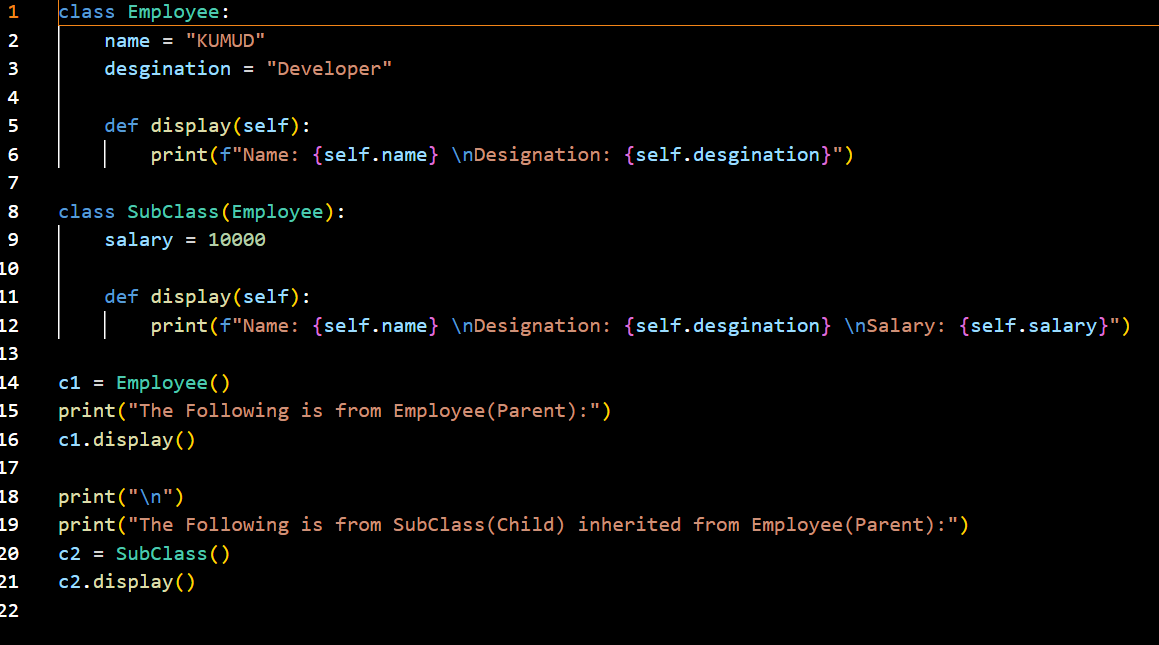 1 class Employee:
2     name = "KUMUD"
3     desgination = "Developer"
4
5     def display(self):
6         print(f"Name: {self.name} \nDesignation: {self.desgination}")
7
8 class SubClass(Employee):
9     salary = 10000
10
11     def display(self):
12         print(f"Name: {self.name} \nDesignation: {self.desgination} \nSalary: {self.salary}")
13
14 c1 = Employee()
15 print("The Following is from Employee(Parent):")
16 c1.display()
17
18 print("\n")
19 print("The Following is from SubClass(Child) inherited from Employee(Parent):")
20 c2 = SubClass()
21 c2.display()
22